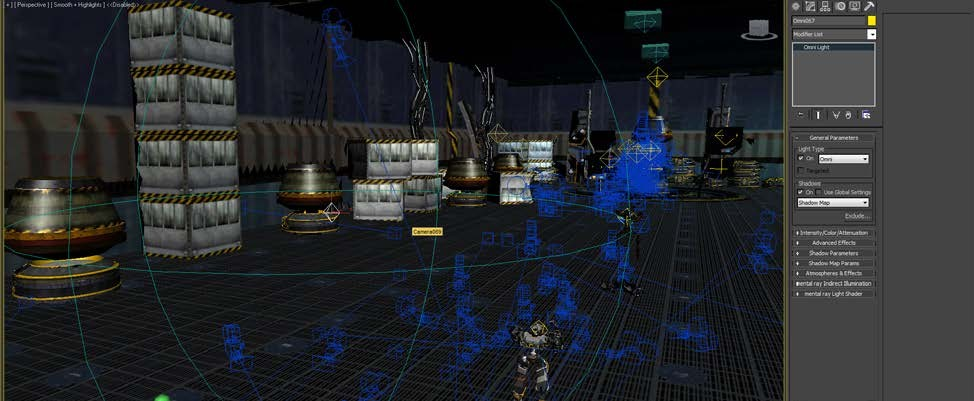 + ] [ Perspective ] [ Smooth + Highlights ] < <Disabled> >
Omni067
Modifier List
Omni Light
Camera009
General Parameters
Light Type
On
Omni
Targeted
Shadows
On
Use Global Settings
Shadow Map
Exclude...
Intensity/Color/Attenuation
Advanced Effects
Shadow Parameters
Shadow Map Params
Atmospheres & Effects
mental ray Indirect Illumination
mental ray Light Shader